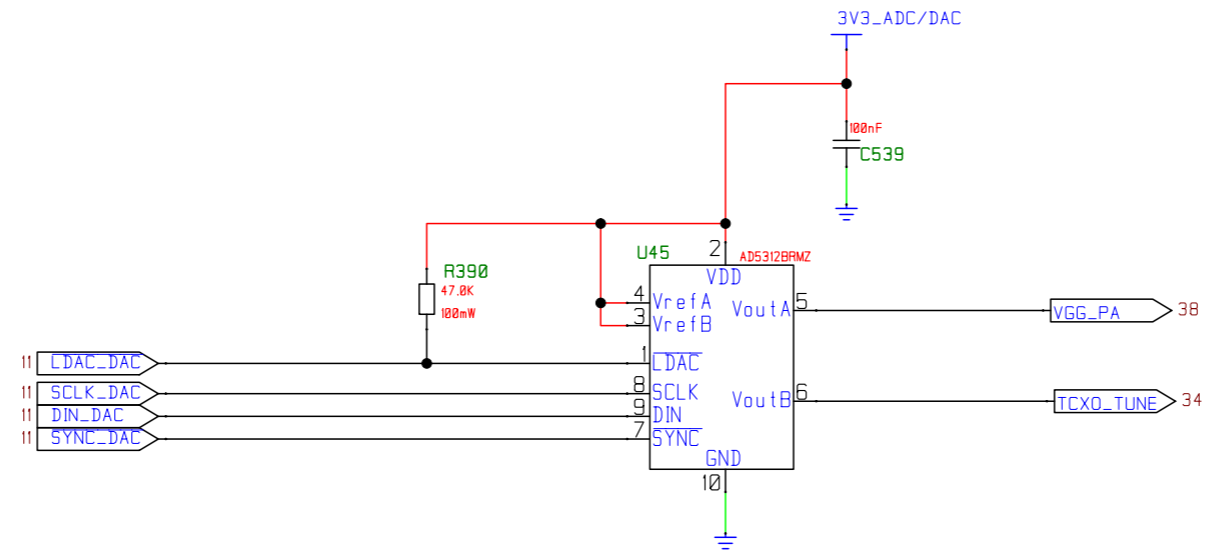 3V3_ADC/DAC
100nF
C539
U45
2
AD5312BRMZ
VDD
R390
47.0K
100mW
4
VrefA
VoutA
5
VGG_PA
38
3
VrefB
11
LDAC_DAC
1
LDAC
11
SCLK_DAC
8
SCLK
VoutB
6
TCXO_TUNE
34
11
DIN_DAC
9
DIN
11
SYNC_DAC
7
SYNC
GND
10